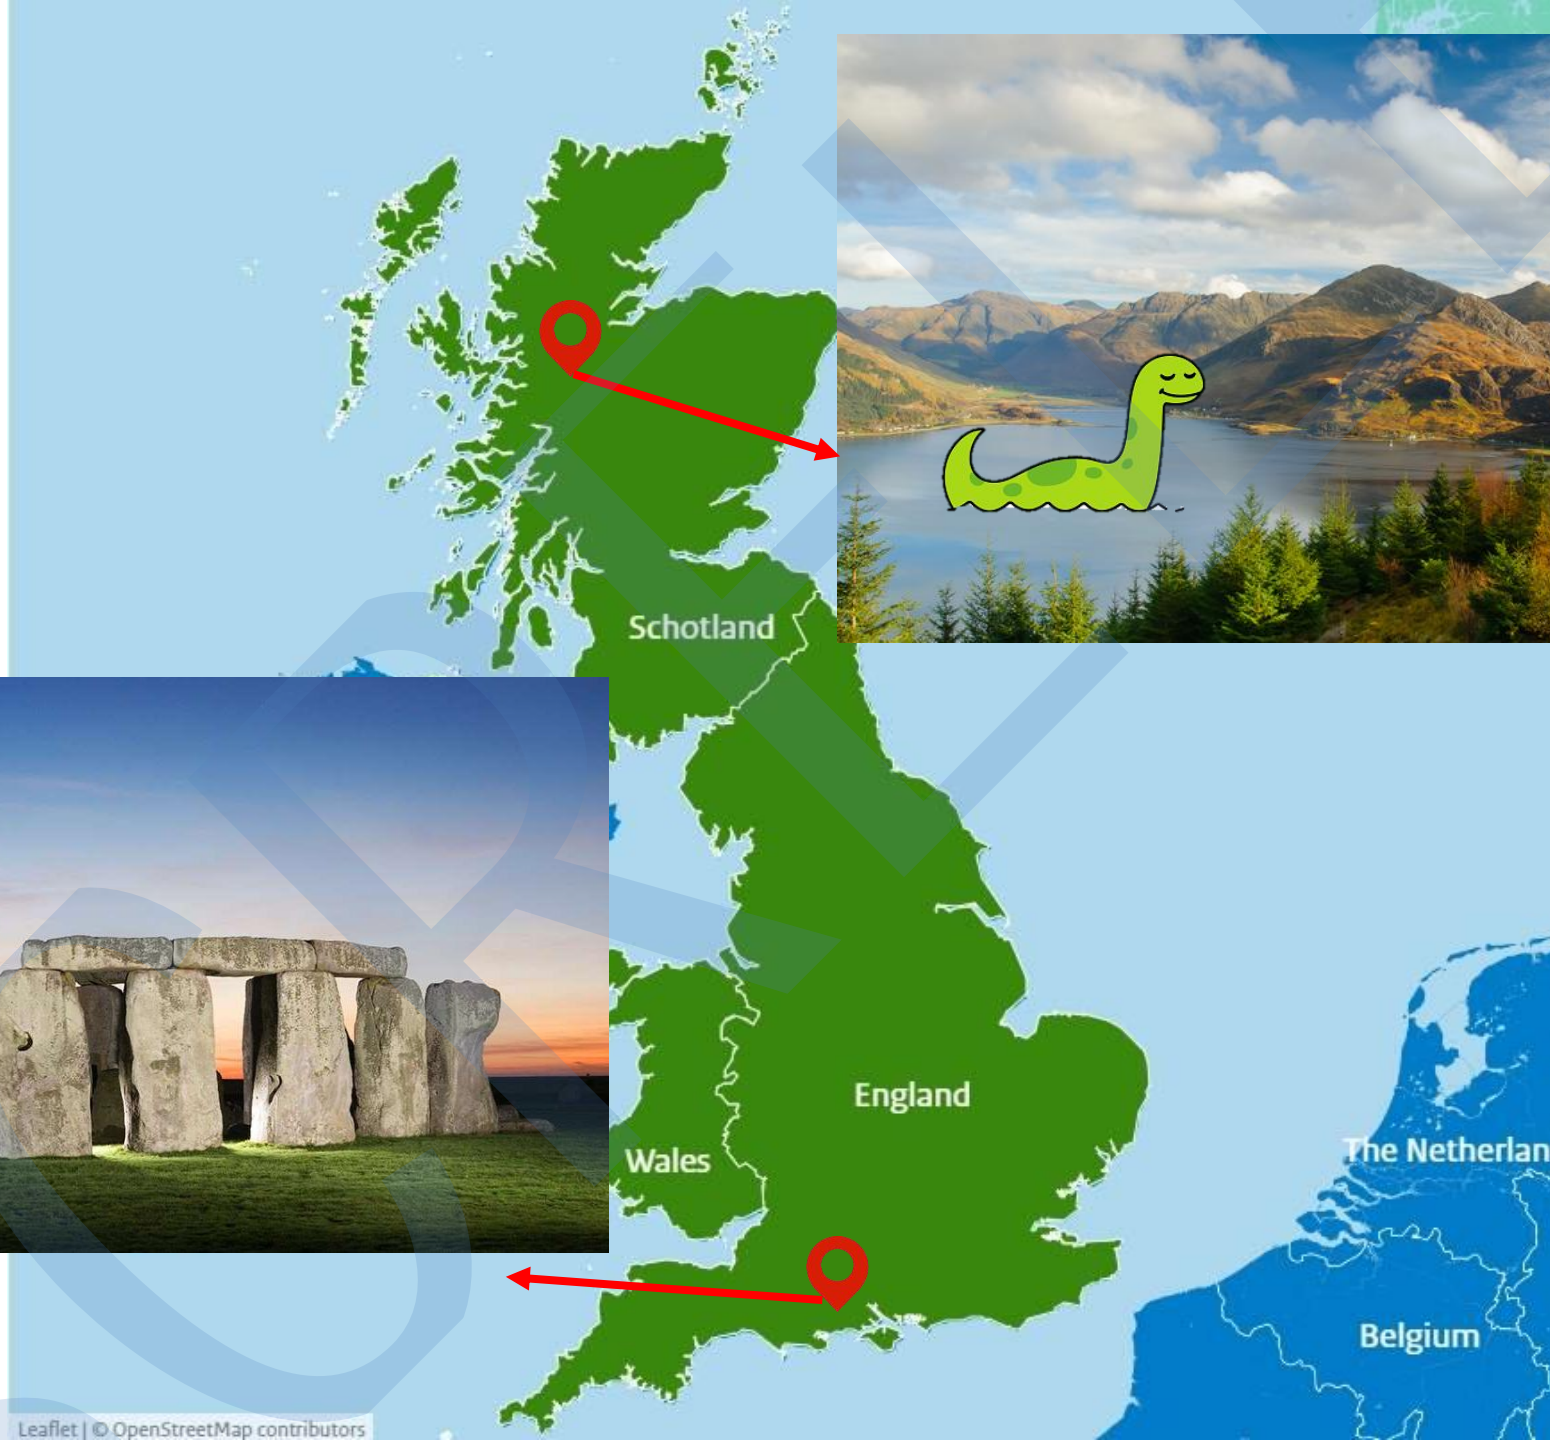 Schotland
England
Wales
The Netherlan
Belgium
Leaflet | © OpenStreetMap contributors